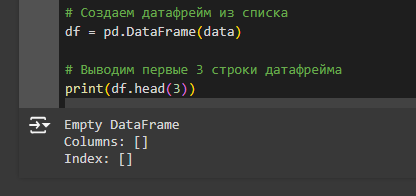 # Создаем датафрейм из списка
df = pd.DataFrame(data)
# Выводим первые 3 строки датафрейма
print(df.head(3))
Empty DataFrame
Columns: []
Index: []